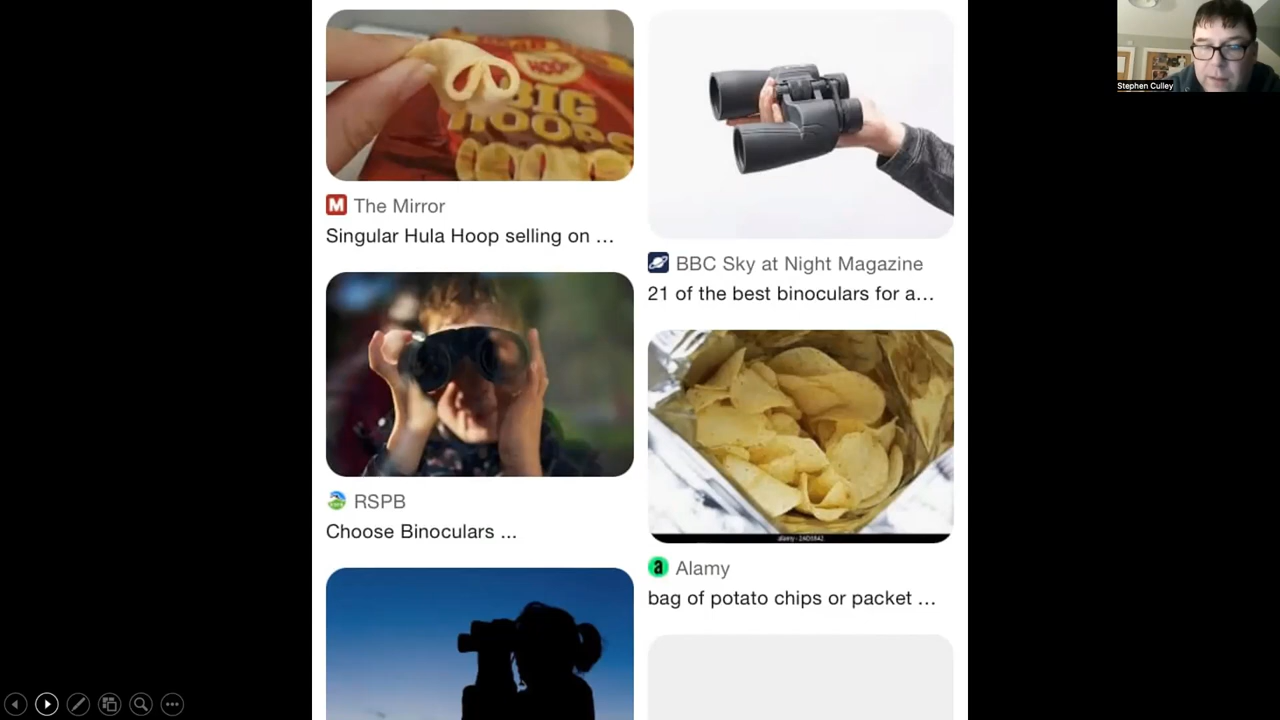 HOOP
BIG
HOOPS
M The Mirror
Singular Hula Hoop selling on ...
RSPB
Choose Binoculars ...
BBC Sky at Night Magazine
21 of the best binoculars for a...
a Alamy
bag of potato chips or packet ...
Stephen Culley